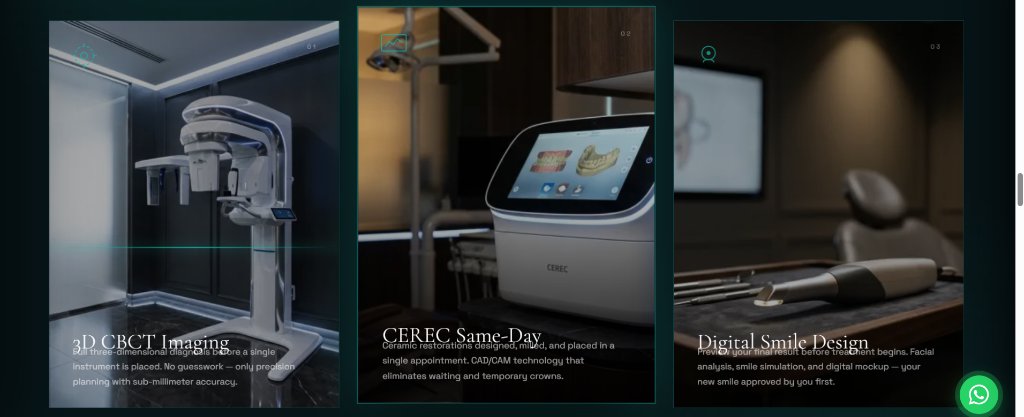 01
3D CBCT Imaging
Full three-dimensional diagnosis before a single
instrument is placed. No guesswork — only precision
planning with sub-millimeter accuracy.
02
CEREC
CEREC Same-Day
Ceramic restorations designed, milled, and placed in a
single appointment. CAD/CAM technology that
eliminates waiting and temporary crowns.
03
Digital Smile Design
Preview your final result before treatment begins. Facial
analysis, smile simulation, and digital mockup — your
new smile approved by you first.